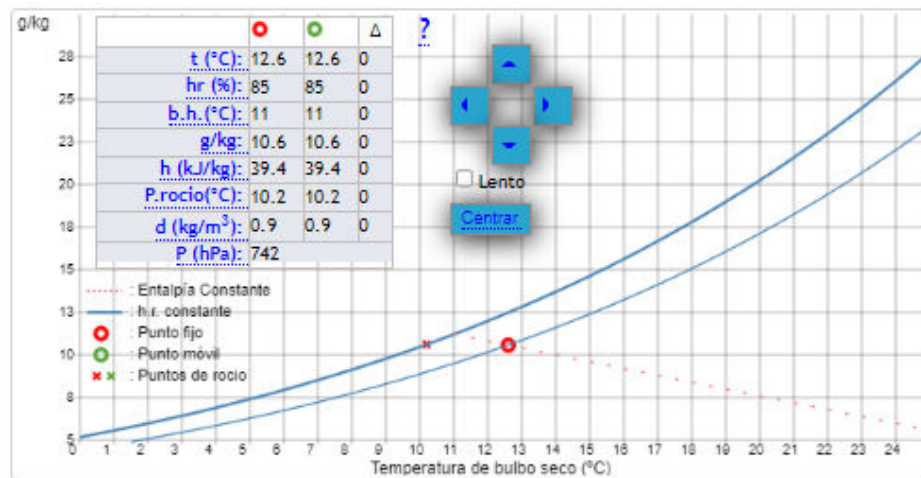 g/kg
Δ
?
t (°C): 12.6 12.6 0
hr (%): 85 85 0
b.h.(°C): 11 11 0
g/kg: 10.6 10.6 0
h (kJ/kg): 39.4 39.4 0
P.rocio(°C): 10.2 10.2 0
d (kg/m³): 0.9 0.9 0
P (hPa): 742
Lento
Centrar
28
25
23
20
18
15
13
10
8
5
: Entalpía Constante
: h.r. constante
: Punto fijo
: Punto móvil
: Puntos de rocio
0 1 2 3 4 5 6 7 8 9 10 11 12 13 14 15 16 17 18 19 20 21 22 23 24
Temperatura de bulbo seco (°C)